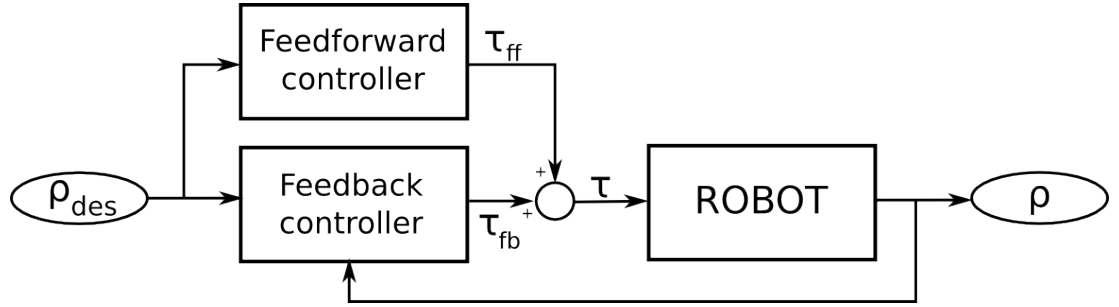 Feedforward
controller
τff
+
ρdes
Feedback
controller
τfb
+
τ
ROBOT
ρ